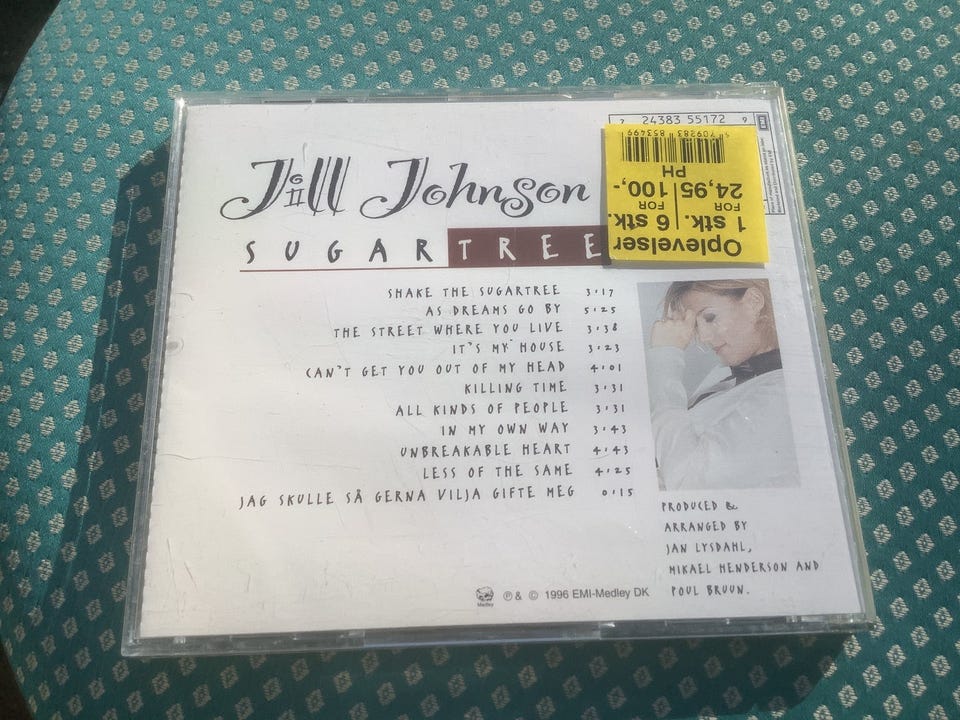 7 24383 55172 9
Jill Johnson
SUGARTREE
Oplevelser
1 stk. 6 stk.
FOR FOR
24,95 100,-
PH
5 709283 853499
SHAKE THE SUGARTREE 3:17
AS DREAMS GO BY 5:25
THE STREET WHERE YOU LIVE 3:38
IT'S MY HOUSE 3:23
CAN'T GET YOU OUT OF MY HEAD 4:01
KILLING TIME 3:31
ALL KINDS OF PEOPLE 3:31
IN MY OWN WAY 3:43
UNBREAKABLE HEART 4:43
LESS OF THE SAME 4:25
JAG SKULLE SÅ GERNA VILJA GIFTE MEG 0:15
PRODUCED &
ARRANGED BY
JAN LYSDAHL,
MIKAEL HENDERSON AND
POUL BRUUN.
Medley
℗ & © 1996 EMI-Medley DK
EMI